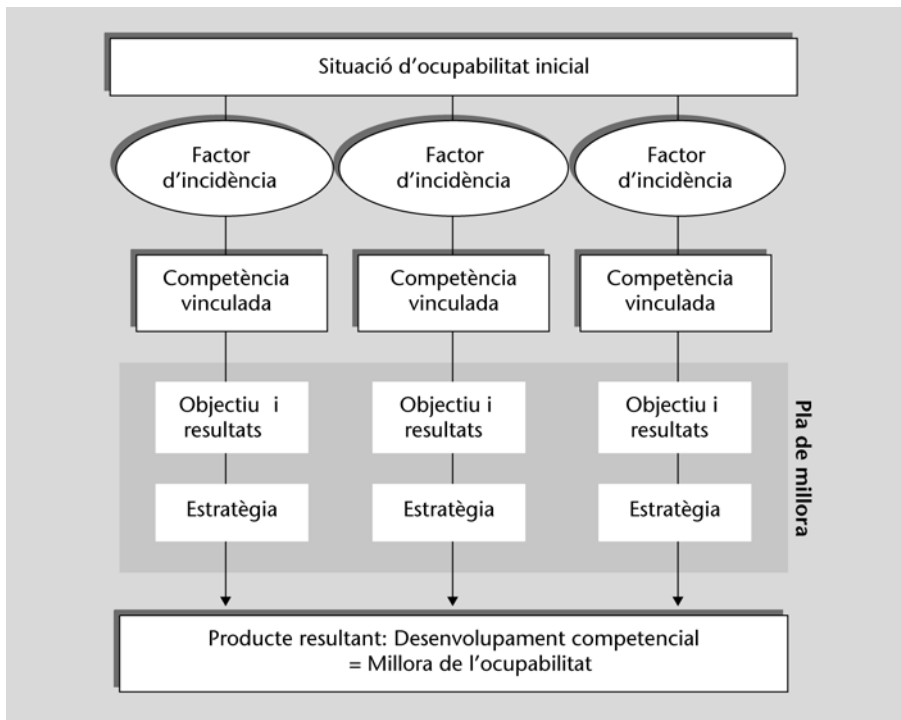 Situació d'ocupabilitat inicial
Factor
d'incidència
Factor
d'incidència
Factor
d'incidència
Competència
vinculada
Competència
vinculada
Competència
vinculada
Objectiu i
resultats
Objectiu i
resultats
Objectiu i
resultats
Estratègia
Estratègia
Estratègia
Pla de millora
Producte resultant: Desenvolupament competencial
= Millora de l'ocupabilitat